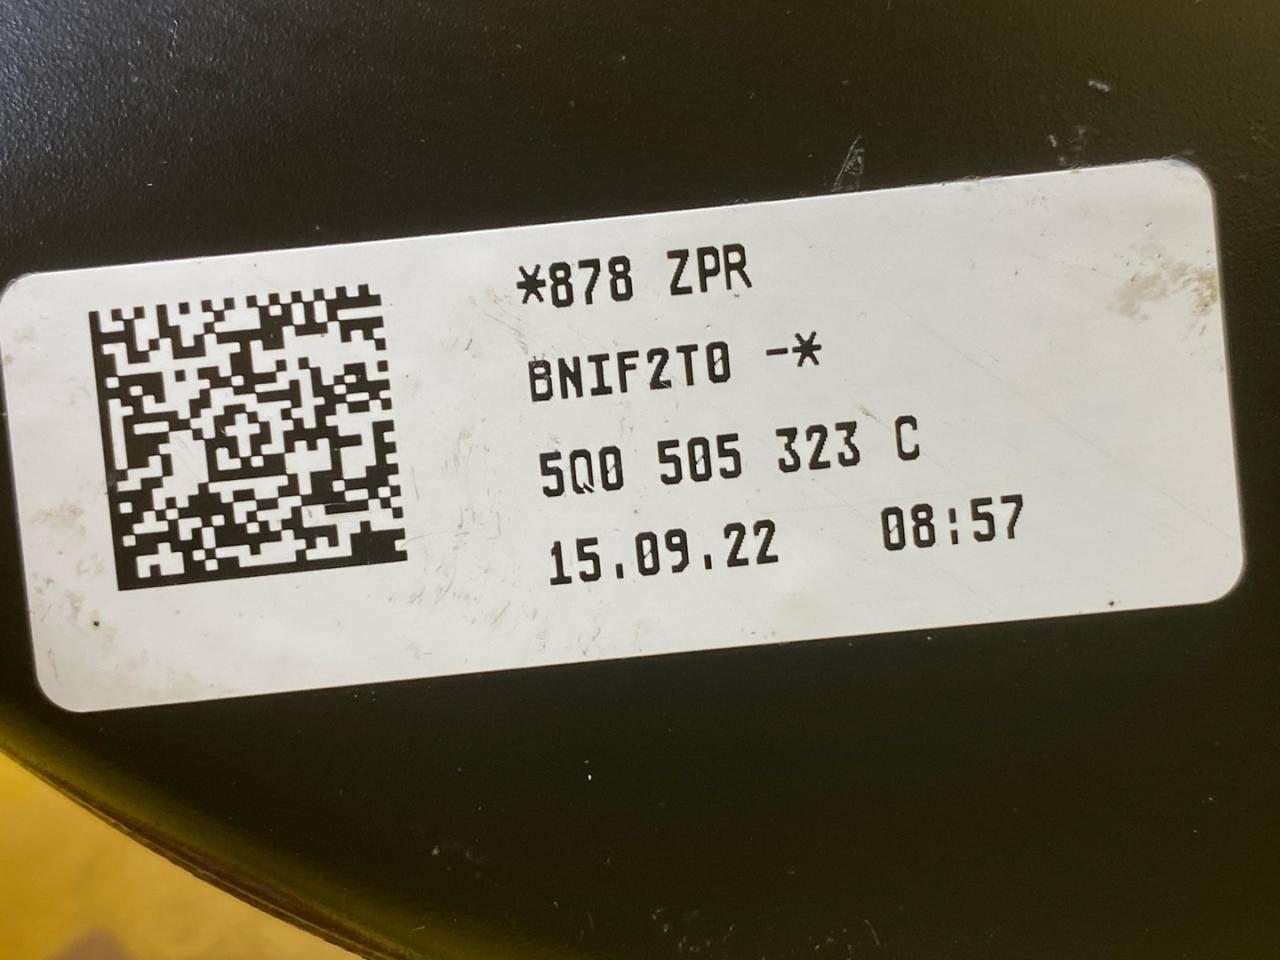 *878 ZPR
BNIF2T0 -*
5Q0 505 323 C
15.09.22 08:57